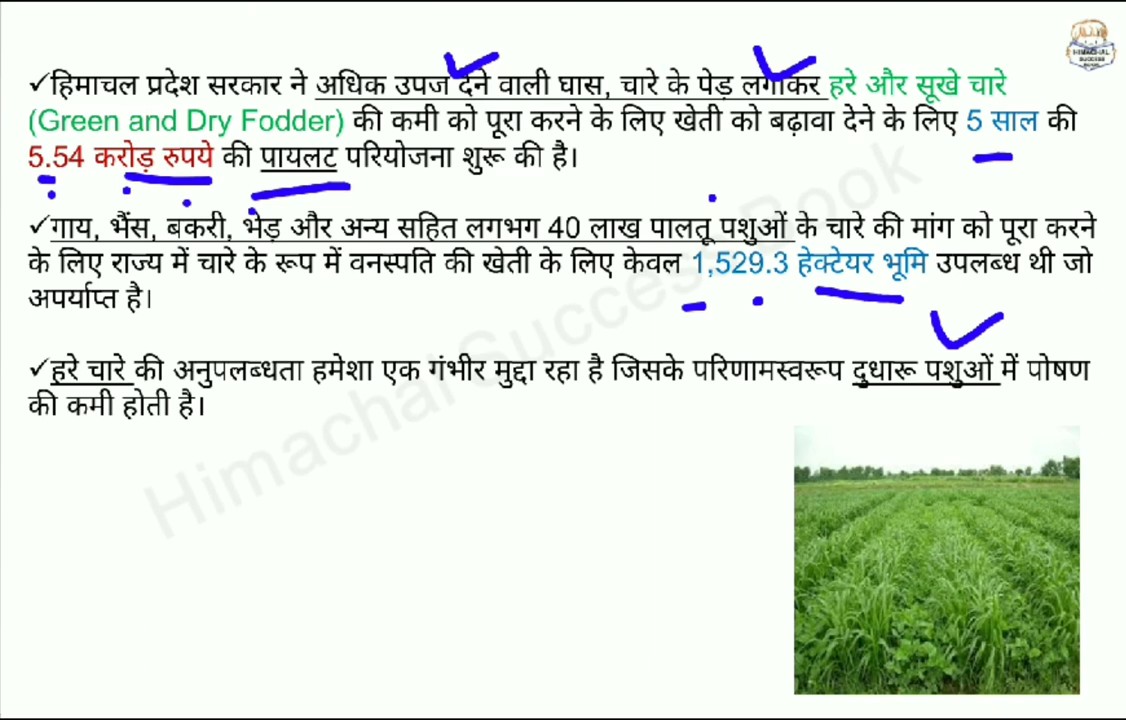 ✓हिमाचल प्रदेश सरकार ने अधिक उपज देने वाली घास, चारे के पेड़ लगाकर हरे और सूखे चारे
(Green and Dry Fodder) की कमी को पूरा करने के लिए खेती को बढ़ावा देने के लिए 5 साल की
5.54 करोड़ रुपये की पायलट परियोजना शुरू की है।
✓गाय, भैंस, बकरी, भेड़ और अन्य सहित लगभग 40 लाख पालतू पशुओं के चारे की मांग को पूरा करने
के लिए राज्य में चारे के रूप में वनस्पति की खेती के लिए केवल 1,529.3 हेक्टेयर भूमि उपलब्ध थी जो
अपर्याप्त है।
✓हरे चारे की अनुपलब्धता हमेशा एक गंभीर मुद्दा रहा है जिसके परिणामस्वरूप दुधारू पशुओं में पोषण
की कमी होती है।
Himachal Success Book
HIMACHAL
SUCCESS
BOOK